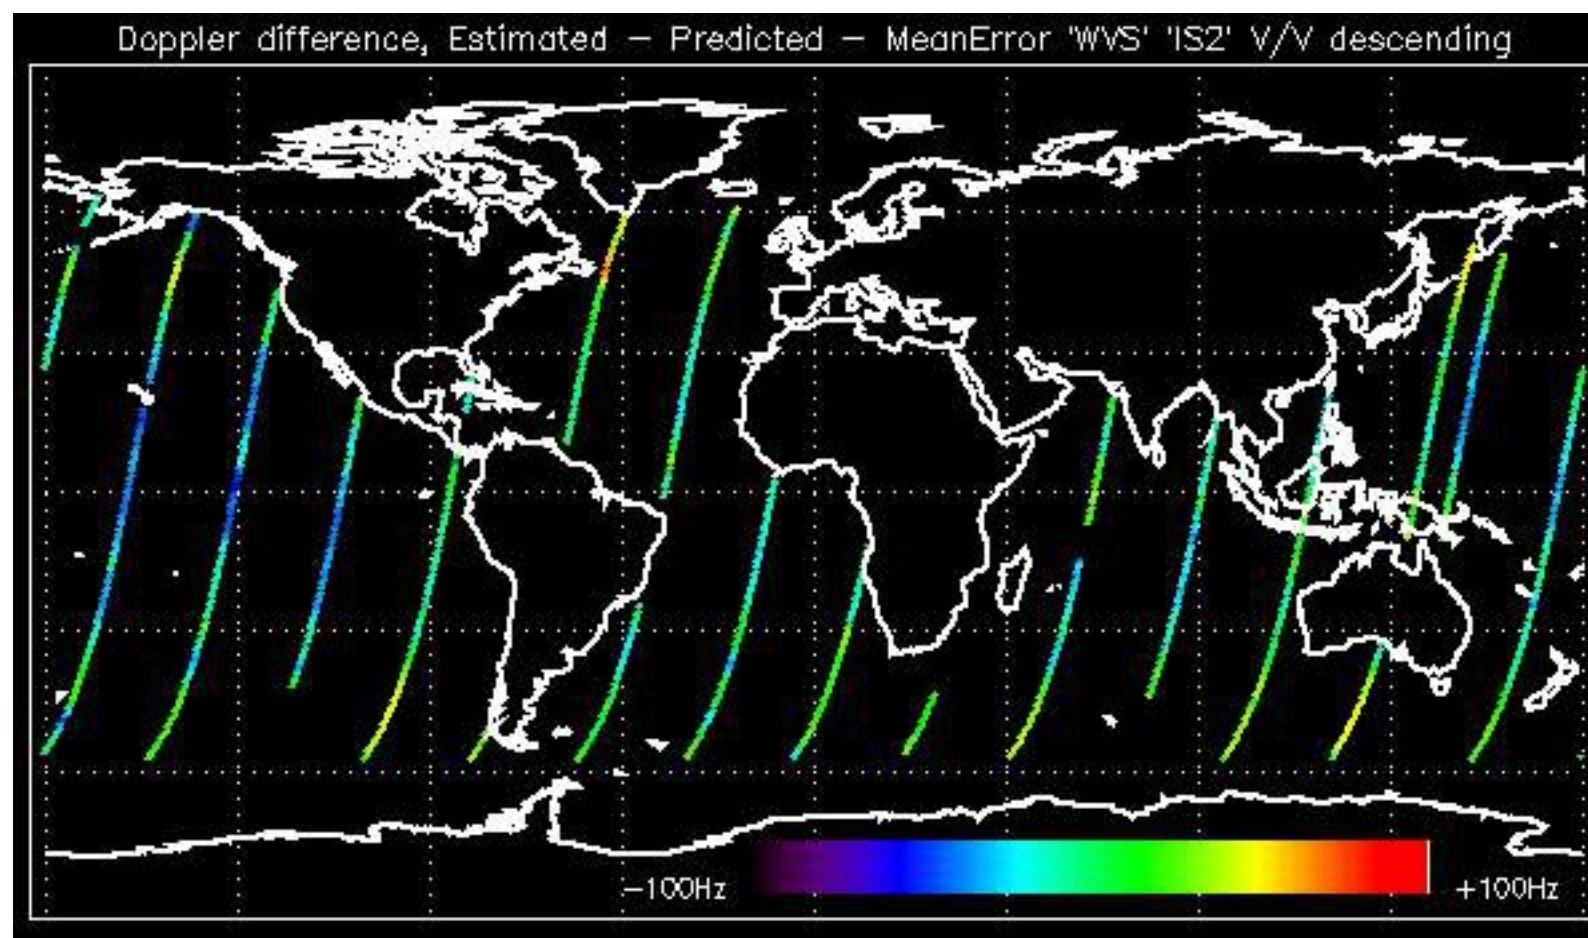 Doppler difference, Estimated - Predicted - MeanError 'WVS' 'IS2' V/V descending
-100Hz +100Hz